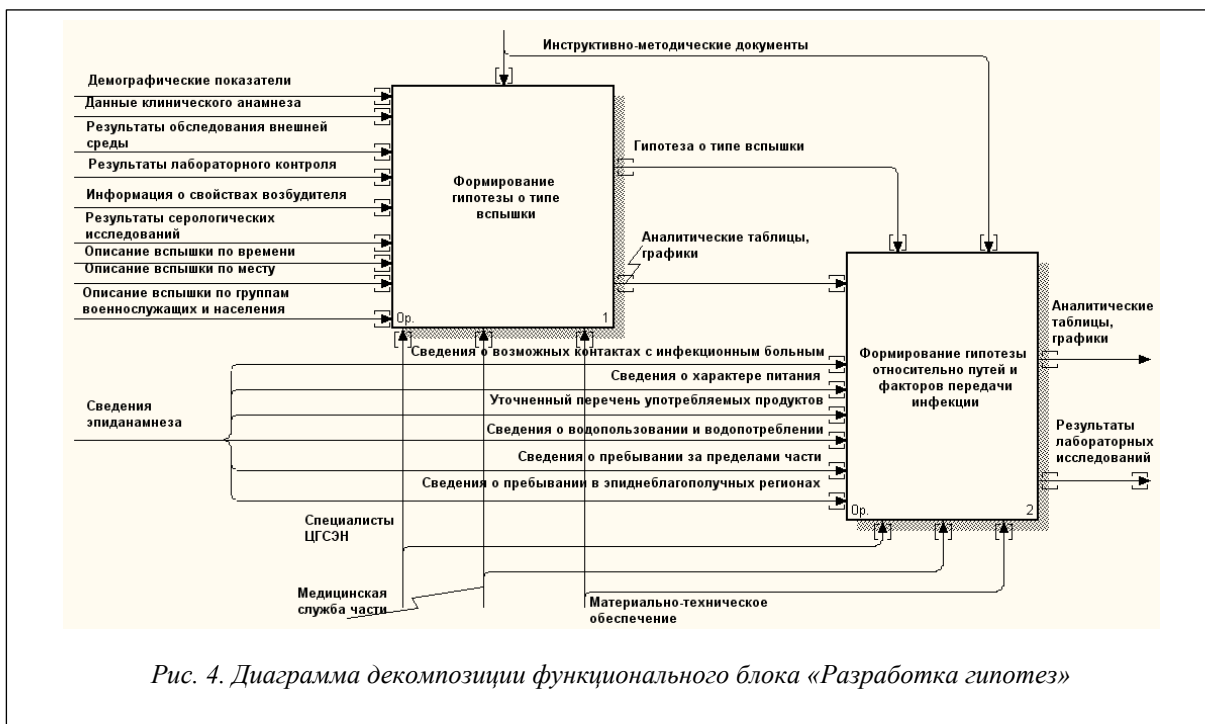 Инструктивно-методические документы
Демографические показатели
Данные клинического анамнеза
Результаты обследования внешней
среды
Результаты лабораторного контроля
Информация о свойствах возбудителя
Результаты серологических
исследований
Описание вспышки по времени
Описание вспышки по месту
Описание вспышки по группам
военнослужащих и населения
Формирование
гипотезы о типе
вспышки
0р.
1
Гипотеза о типе вспышки
Аналитические таблицы,
графики
Сведения о возможных контактах с инфекционным больным
Сведения о характере питания
Уточненный перечень употребляемых продуктов
Сведения о водопользовании и водопотреблении
Сведения о пребывании за пределами части
Сведения о пребывании в эпиднеблагополучных регионах
Сведения
эпиданамнеза
Формирование гипотезы
относительно путей и
факторов передачи
инфекции
0р.
2
Аналитические
таблицы,
графики
Результаты
лабораторных
исследований
Специалисты
ЦГСЭН
Медицинская
служба части
Материально-техническое
обеспечение
Рис. 4. Диаграмма декомпозиции функционального блока «Разработка гипотез»